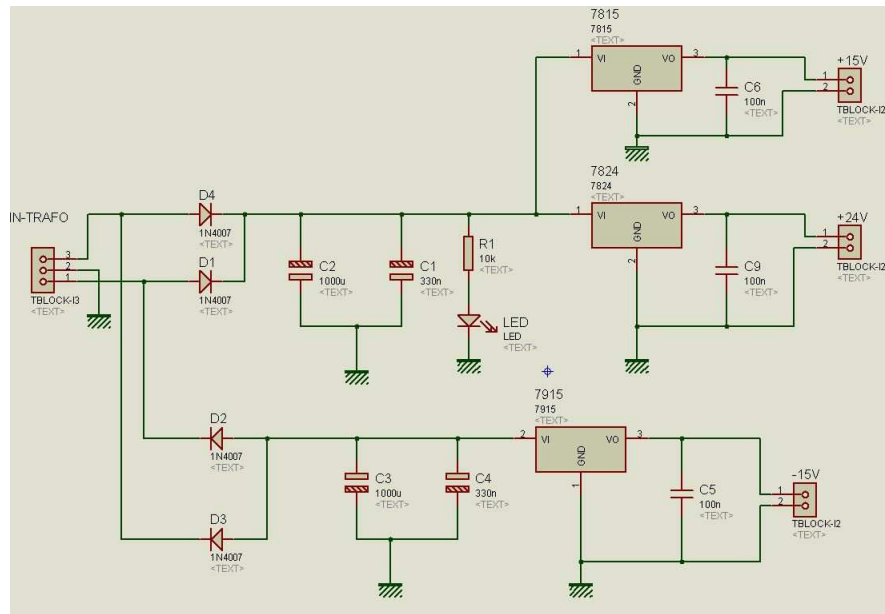 7815
7815
<TEXT>
1
VI
VO
3
GND
2
C6
100n
<TEXT>
+15V
1
2
TBLOCK-I2
<TEXT>
7824
7824
<TEXT>
1
VI
VO
3
GND
2
C9
100n
<TEXT>
+24V
1
2
TBLOCK-I2
<TEXT>
IN-TRAFO
3
2
1
TBLOCK-I3
<TEXT>
D4
1N4007
<TEXT>
D1
1N4007
<TEXT>
C2
1000u
<TEXT>
C1
330n
<TEXT>
R1
10k
<TEXT>
LED
LED
<TEXT>
D2
1N4007
<TEXT>
D3
1N4007
<TEXT>
C3
1000u
<TEXT>
C4
330n
<TEXT>
7915
7915
<TEXT>
2
VI
VO
3
GND
1
C5
100n
<TEXT>
-15V
1
2
TBLOCK-I2
<TEXT>